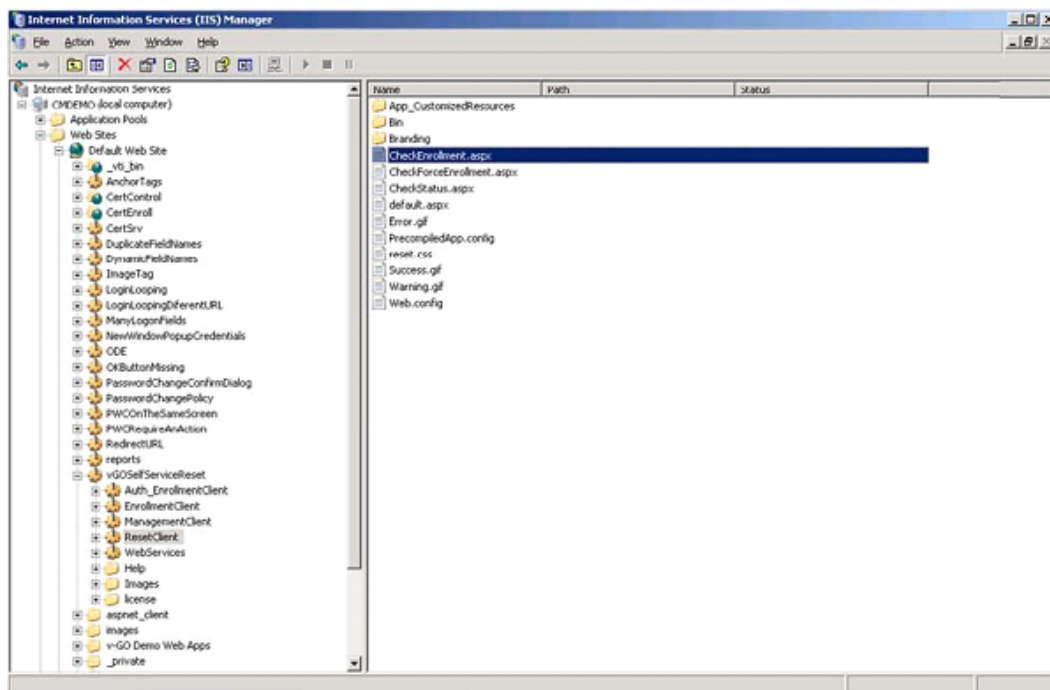 Internet Information Services (IIS) Manager
File Action View Window Help
Internet Information Services
CMDEMO (local computer)
Application Pools
Web Sites
Default Web Site
_vti_bin
AnchorTags
CertControl
CertEnroll
CertSrv
DuplicateFieldNames
DynamicFieldNames
ImageTag
LoginLooping
LoginLoopingDiferentURL
ManyLogonFields
NewWindowPopupCredentials
ODE
OKButtonMissing
PasswordChangeConfirmDialog
PasswordChangePolicy
PWCOnTheSameScreen
PWCRequireAnAction
RedirectURL
reports
vGOSelfServiceReset
Auth_EnrollmentClient
EnrollmentClient
ManagementClient
ResetClient
WebServices
Help
Images
license
aspnet_client
images
v-GO Demo Web Apps
_private
Name Path Status
App_CustomizedResources
Bin
Branding
CheckEnrollment.aspx
CheckForceEnrollment.aspx
CheckStatus.aspx
default.aspx
Error.gif
PrecompiledApp.config
reset.css
Success.gif
Warning.gif
Web.config